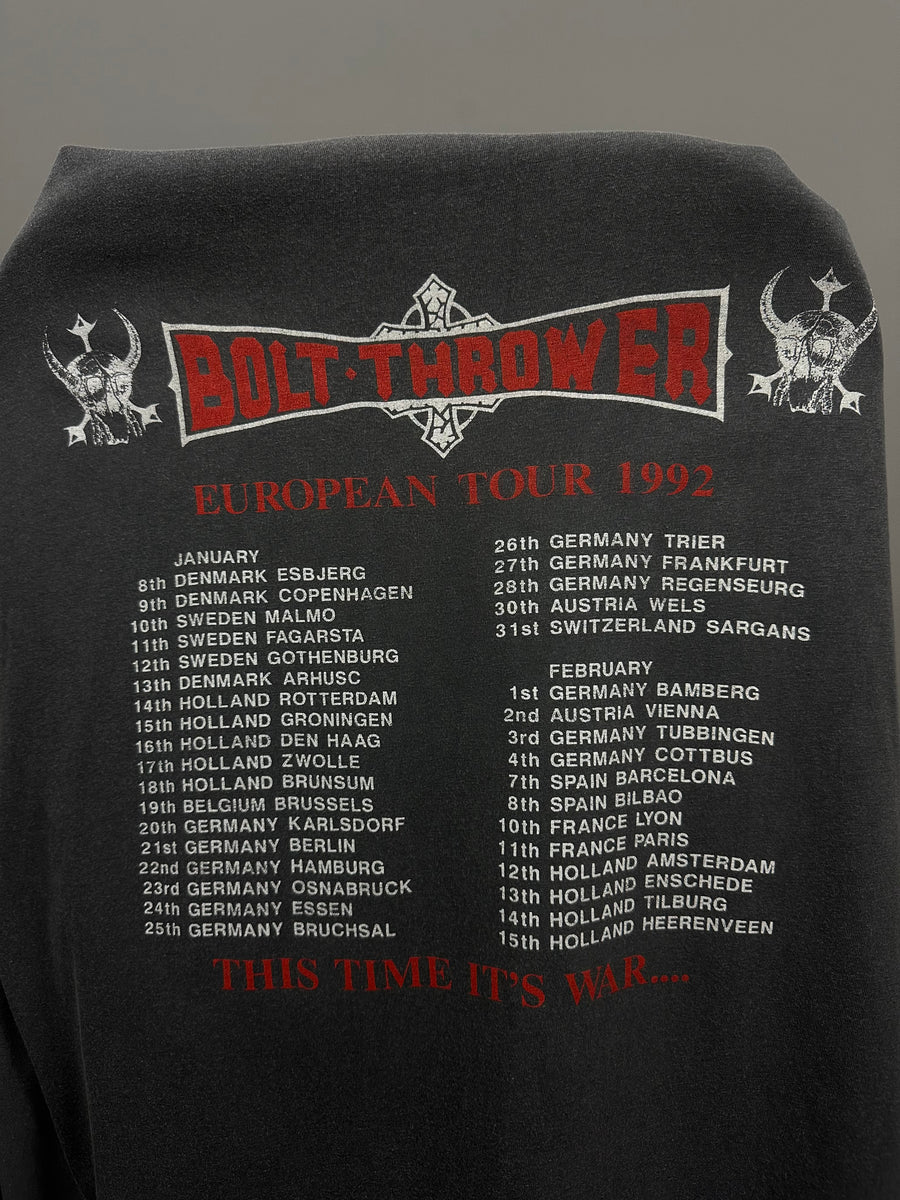 BOLT·THROWER
EUROPEAN TOUR 1992
JANUARY
8th DENMARK ESBJERG
9th DENMARK COPENHAGEN
10th SWEDEN MALMO
11th SWEDEN FAGARSTA
12th SWEDEN GOTHENBURG
13th DENMARK ARHUSC
14th HOLLAND ROTTERDAM
15th HOLLAND GRONINGEN
16th HOLLAND DEN HAAG
17th HOLLAND ZWOLLE
18th HOLLAND BRUNSUM
19th BELGIUM BRUSSELS
20th GERMANY KARLSDORF
21st GERMANY BERLIN
22nd GERMANY HAMBURG
23rd GERMANY OSNABRUCK
24th GERMANY ESSEN
25th GERMANY BRUCHSAL
26th GERMANY TRIER
27th GERMANY FRANKFURT
28th GERMANY REGENSEURG
30th AUSTRIA WELS
31st SWITZERLAND SARGANS
FEBRUARY
1st GERMANY BAMBERG
2nd AUSTRIA VIENNA
3rd GERMANY TUBBINGEN
4th GERMANY COTTBUS
7th SPAIN BARCELONA
8th SPAIN BILBAO
10th FRANCE LYON
11th FRANCE PARIS
12th HOLLAND AMSTERDAM
13th HOLLAND ENSCHEDE
14th HOLLAND TILBURG
15th HOLLAND HEERENVEEN
THIS TIME IT'S WAR....